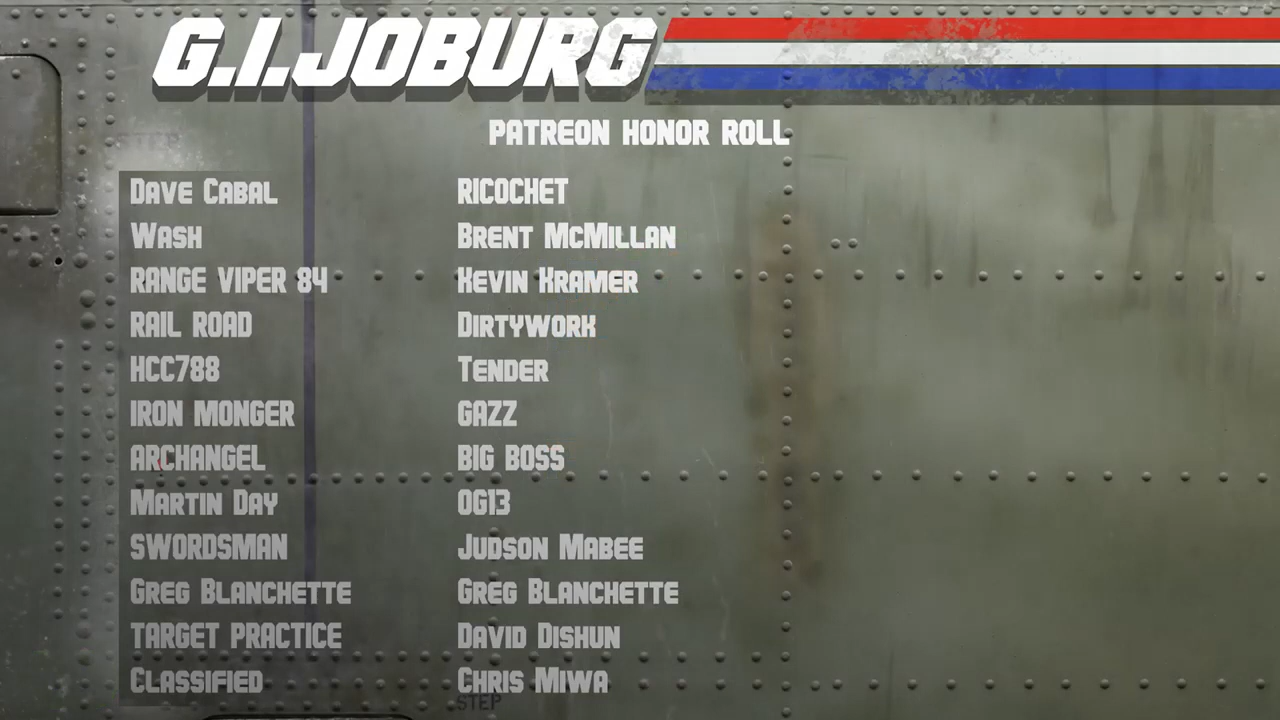 G.I.JOBURG
PATREON HONOR ROLL
DAVE CABAL
WASH
RANGE VIPER 84
RAIL ROAD
HCC788
IRON MONGER
ARCHANGEL
MARTIN DAY
SWORDSMAN
GREG BLANCHETTE
TARGET PRACTICE
CLASSIFIED
RICOCHET
BRENT MCMILLAN
KEVIN KRAMER
DIRTYWORK
TENDER
GAZZ
BIG BOSS
OG13
JUDSON MABEE
GREG BLANCHETTE
DAVID DISHUN
CHRIS MIWA
STEP